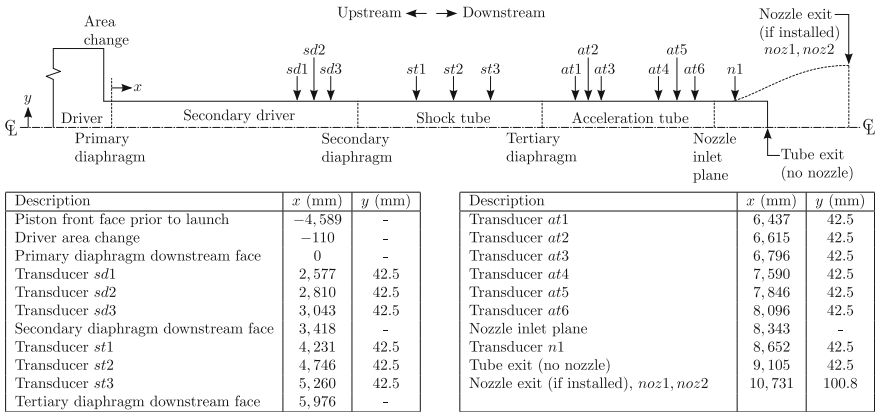 Upstream ◄─ ─► Downstream
Area
change
Nozzle exit
(if installed)
noz1, noz2
sd2
sd1 sd3
st1 st2 st3
at2
at1 at3
at5
at4 at6
n1
x
y
Driver
Secondary driver
Shock tube
Acceleration tube
℄
℄
Primary
diaphragm
Secondary
diaphragm
Tertiary
diaphragm
Nozzle
inlet
plane
Tube exit
(no nozzle)
Description x (mm) y (mm)
Piston front face prior to launch −4,589 -
Driver area change −110 -
Primary diaphragm downstream face 0 -
Transducer sd1 2,577 42.5
Transducer sd2 2,810 42.5
Transducer sd3 3,043 42.5
Secondary diaphragm downstream face 3,418 -
Transducer st1 4,231 42.5
Transducer st2 4,746 42.5
Transducer st3 5,260 42.5
Tertiary diaphragm downstream face 5,976 -
Description x (mm) y (mm)
Transducer at1 6,437 42.5
Transducer at2 6,615 42.5
Transducer at3 6,796 42.5
Transducer at4 7,590 42.5
Transducer at5 7,846 42.5
Transducer at6 8,096 42.5
Nozzle inlet plane 8,343 -
Transducer n1 8,652 42.5
Tube exit (no nozzle) 9,105 42.5
Nozzle exit (if installed), noz1, noz2 10,731 100.8